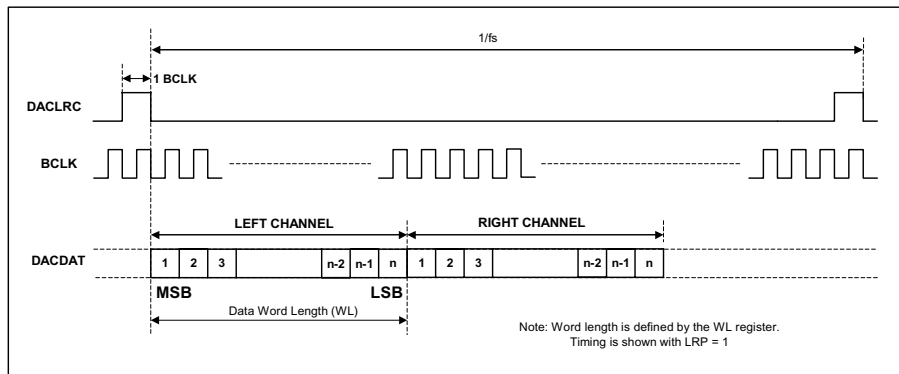 1/fs
1 BCLK
DACLRC
BCLK
LEFT CHANNEL RIGHT CHANNEL
DACDAT 1 2 3 n-2 n-1 n 1 2 3 n-2 n-1 n
MSB LSB
Data Word Length (WL)
Note: Word length is defined by the WL register.
Timing is shown with LRP = 1